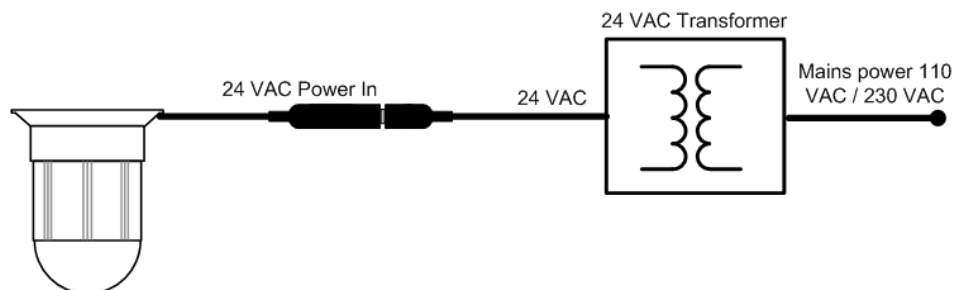 24 VAC Transformer
24 VAC Power In
24 VAC
Mains power 110
VAC / 230 VAC